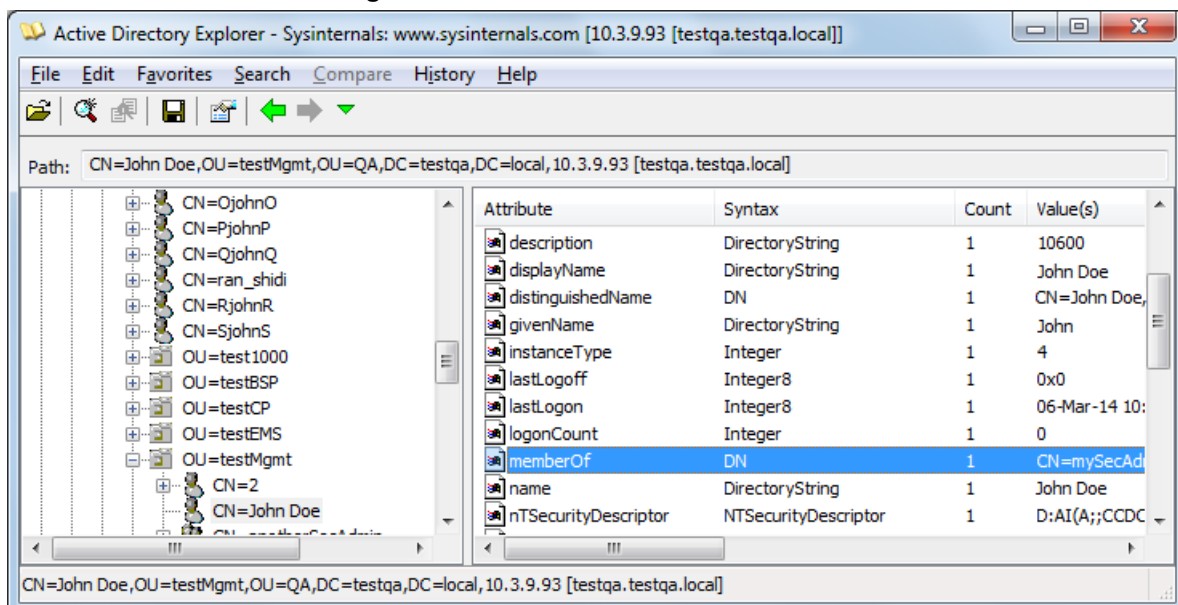 Active Directory Explorer - Sysinternals: www.sysinternals.com [10.3.9.93 [testqa.testqa.local]]
File Edit Favorites Search Compare History Help
Path: CN=John Doe,OU=testMgmt,OU=QA,DC=testqa,DC=local,10.3.9.93 [testqa.testqa.local]
CN=OjohnO
CN=PjohnP
CN=QjohnQ
CN=ran_shidi
CN=RjohnR
CN=SjohnS
OU=test1000
OU=testBSP
OU=testCP
OU=testEMS
OU=testMgmt
CN=2
CN=John Doe
CN=anotherSecAdmin
Attribute Syntax Count Value(s)
description DirectoryString 1 10600
displayName DirectoryString 1 John Doe
distinguishedName DN 1 CN=John Doe,
givenName DirectoryString 1 John
instanceType Integer 1 4
lastLogoff Integer8 1 0x0
lastLogon Integer8 1 06-Mar-14 10:
logonCount Integer 1 0
memberOf DN 1 CN=mySecAdı
name DirectoryString 1 John Doe
nTSecurityDescriptor NTSecurityDescriptor 1 D:AI(A;;CCDC
CN=John Doe,OU=testMgmt,OU=QA,DC=testqa,DC=local,10.3.9.93 [testqa.testqa.local]